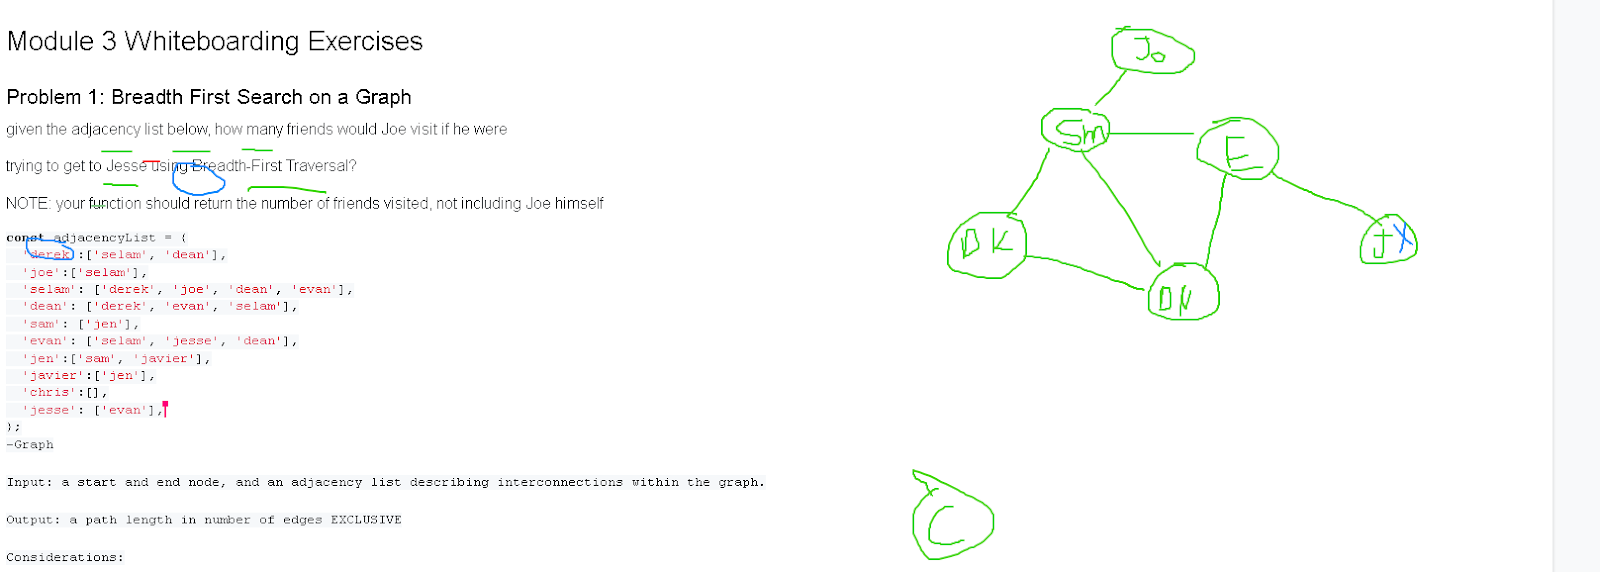 Module 3 Whiteboarding Exercises
Problem 1: Breadth First Search on a Graph
given the adjacency list below, how many friends would Joe visit if he were
trying to get to Jesse using Breadth-First Traversal?
NOTE: your function should return the number of friends visited, not including Joe himself
const adjacencyList = {
'derek':['selam', 'dean'],
'joe':['selam'],
'selam': ['derek', 'joe', 'dean', 'evan'],
'dean': ['derek', 'evan', 'selam'],
'sam': ['jen'],
'evan': ['selam', 'jesse', 'dean'],
'jen':['sam', 'javier'],
'javier':['jen'],
'chris':[],
'jesse': ['evan'],
};
-Graph
Input: a start and end node, and an adjacency list describing interconnections within the graph.
Output: a path length in number of edges EXCLUSIVE
Considerations:
Jo
Sm
E
DK
J
DN
C